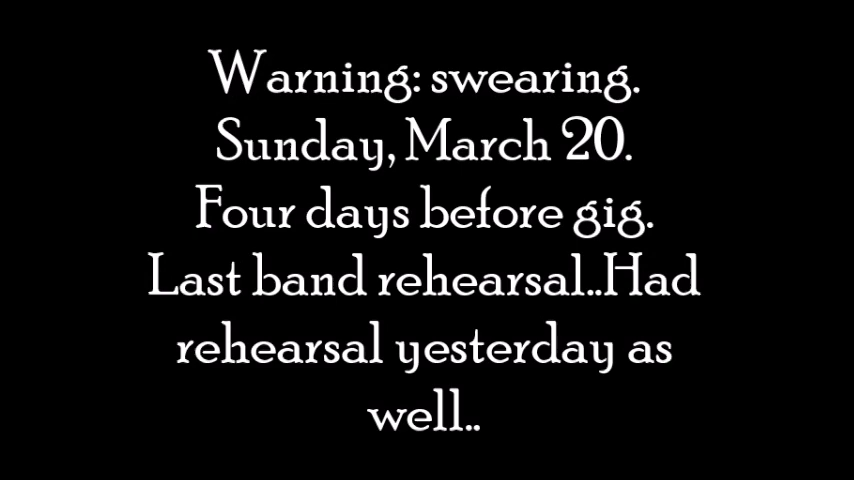 Warning: swearing.
Sunday, March 20.
Four days before gig.
Last band rehearsal..Had
rehearsal yesterday as
well..